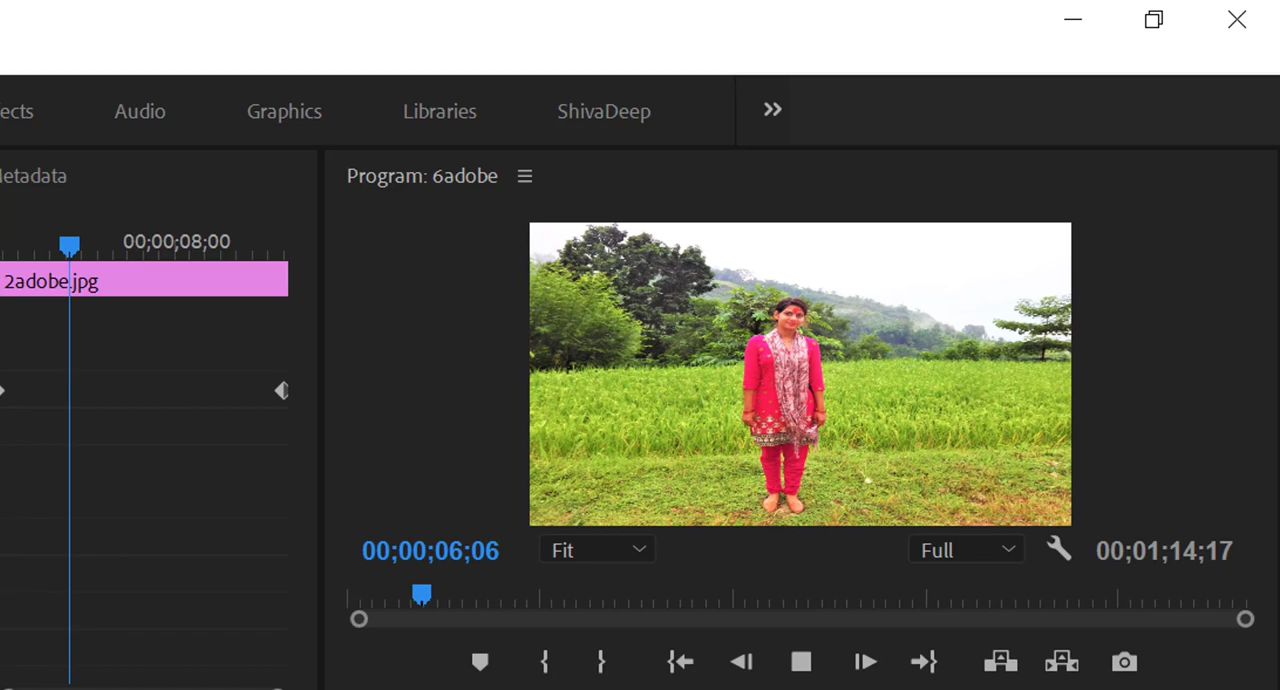 ects Audio Graphics Libraries ShivaDeep
etadata
Program: 6adobe
00;00;08;00
2adobe.jpg
00;00;06;06 Fit Full 00;01;14;17